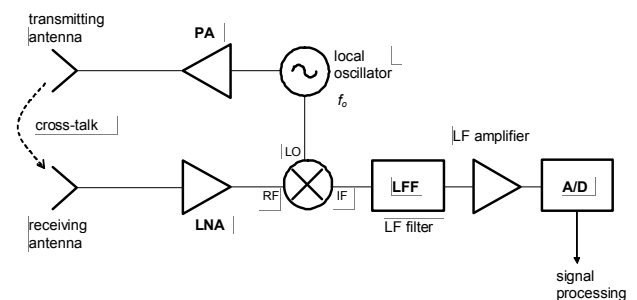 transmitting
antenna
PA
local
oscillator
f₀
cross-talk
LO
LF amplifier
RF
IF
LFF
A/D
LNA
LF filter
receiving
antenna
signal
processing